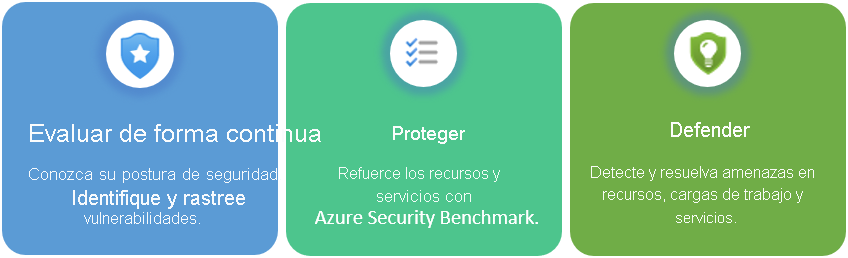 Evaluar de forma continua
Conozca su postura de seguridad
Identifique y rastree
vulnerabilidades.
Proteger
Refuerce los recursos y
servicios con
Azure Security Benchmark.
Defender
Detecte y resuelva amenazas en
recursos, cargas de trabajo y
servicios.